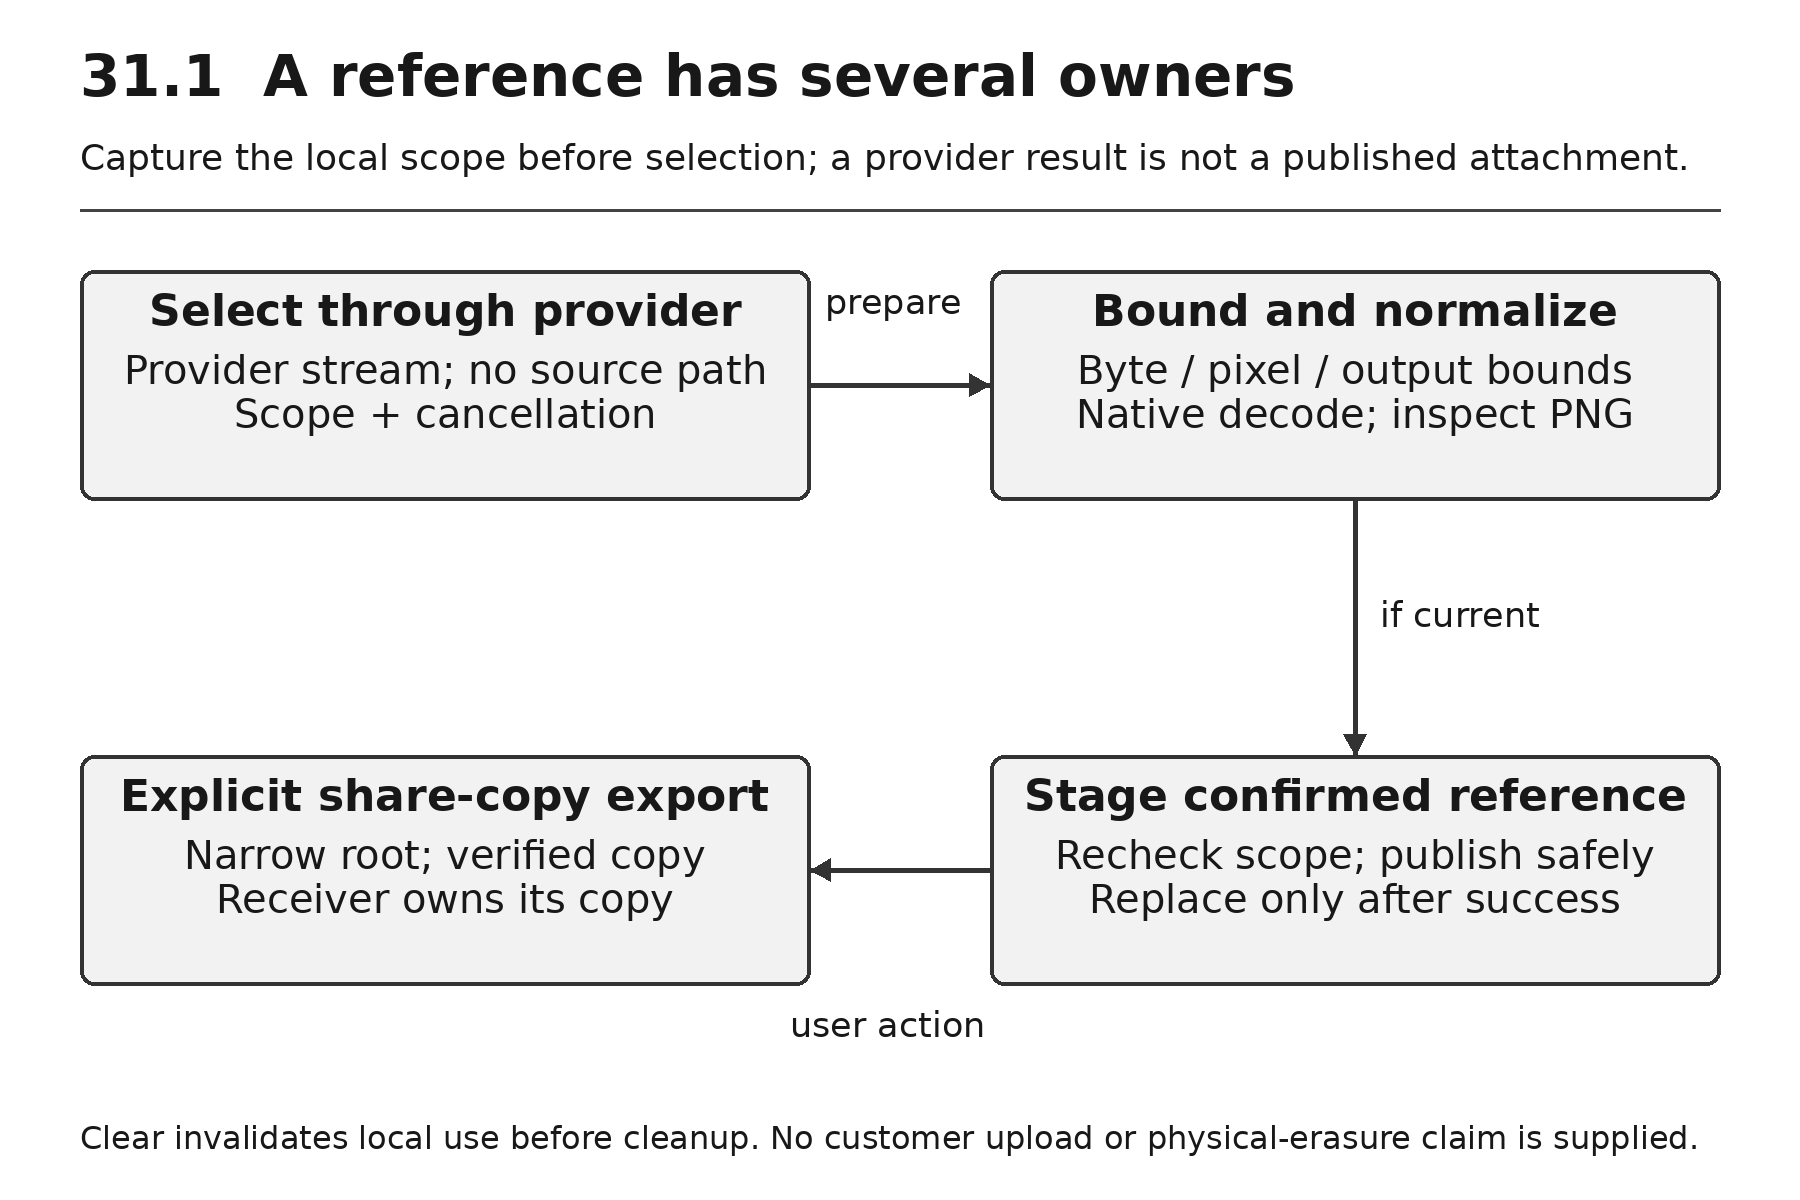 31.1  A reference has several owners
Capture the local scope before selection; a provider result is not a published attachment.
Select through provider
Provider stream; no source path
Scope + cancellation
prepare
Bound and normalize
Byte / pixel / output bounds
Native decode; inspect PNG
if current
Explicit share-copy export
Narrow root; verified copy
Receiver owns its copy
Stage confirmed reference
Recheck scope; publish safely
Replace only after success
user action
Clear invalidates local use before cleanup. No customer upload or physical-erasure claim is supplied.